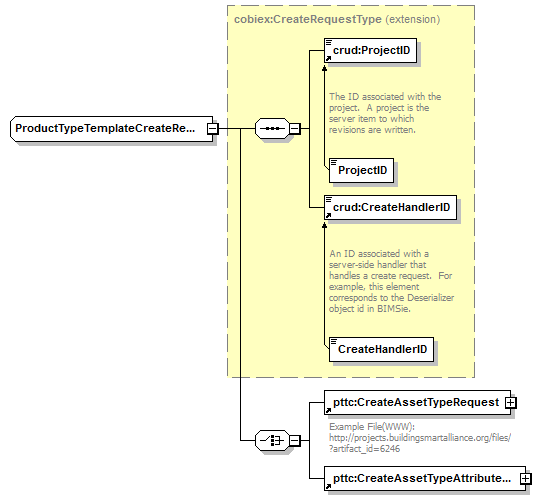 cobiex:CreateRequestType (extension)
crud:ProjectID
The ID associated with the
project. A project is the
server item to which
revisions are written.
ProductTypeTemplateCreateRe...
ProjectID
crud:CreateHandlerID
An ID associated with a
server-side handler that
handles a create request. For
example, this element
corresponds to the Deserializer
object id in BIMSie.
CreateHandlerID
pttc:CreateAssetTypeRequest
Example File(WWW):
http://projects.buildingsmartalliance.org/files/
?artifact_id=6246
pttc:CreateAssetTypeAttribute...